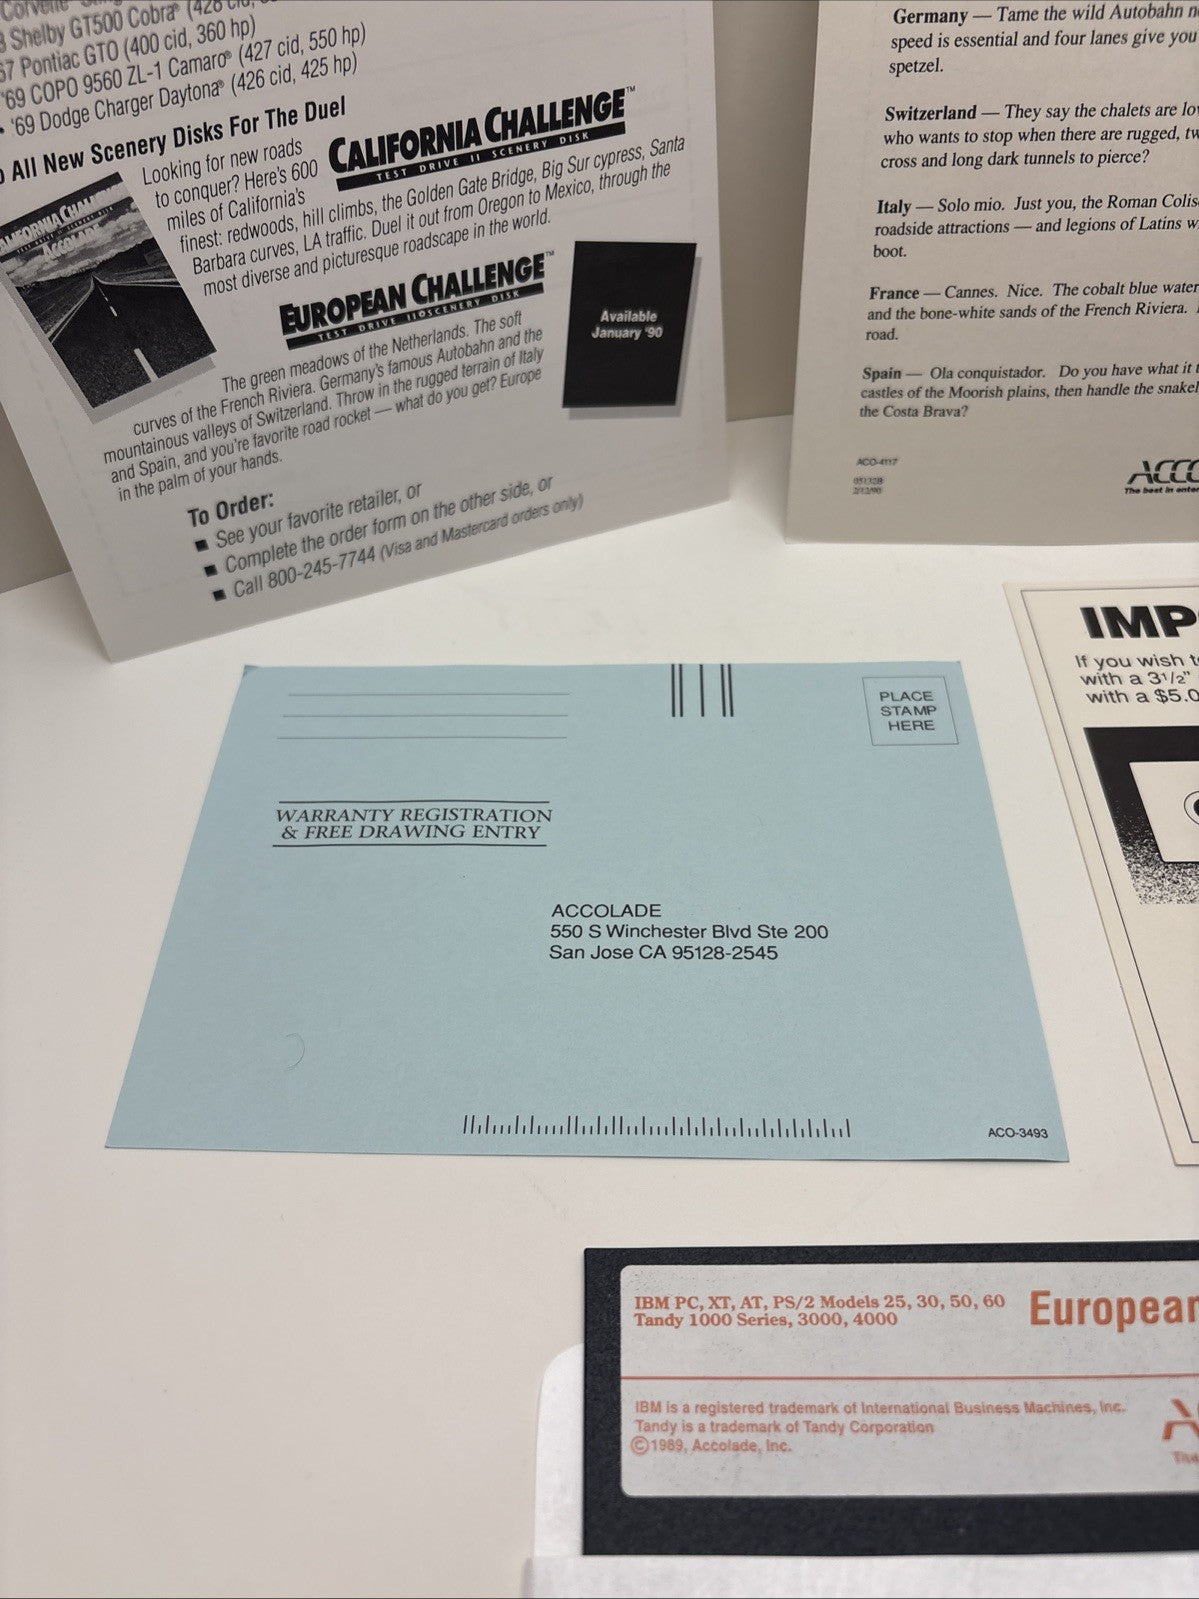 Shelby GT500 Cobra® (428 cid,
67 Pontiac GTO (400 cid, 360 hp)
'69 COPO 9560 ZL-1 Camaro® (427 cid, 550 hp)
• '69 Dodge Charger Daytona® (426 cid, 425 hp)
All New Scenery Disks For The Duel
CALIFORNIA CHALLENGE™
TEST DRIVE II SCENERY DISK
Looking for new roads
to conquer? Here's 600
miles of California's
finest: redwoods, hill climbs, the Golden Gate Bridge, Big Sur cypress, Santa
Barbara curves, LA traffic. Duel it out from Oregon to Mexico, through the
most diverse and picturesque roadscape in the world.
ACCOLADE
EUROPEAN CHALLENGE™
TEST DRIVE II SCENERY DISK
Available
January '90
The green meadows of the Netherlands. The soft
curves of the French Riviera. Germany's famous Autobahn and the
mountainous valleys of Switzerland. Throw in the rugged terrain of Italy
and Spain, and you're favorite road rocket — what do you get? Europe
in the palm of your hands.
To Order:
■ See your favorite retailer, or
■ Complete the order form on the other side, or
■ Call 800-245-7744 (Visa and Mastercard orders only)
Germany — Tame the wild Autobahn
speed is essential and four lanes give you
spetzel.
Switzerland — They say the chalets are
who wants to stop when there are rugged,
cross and long dark tunnels to pierce?
Italy — Solo mio. Just you, the Roman
roadside attractions — and legions of Latins
boot.
France — Cannes. Nice. The cobalt blue water
and the bone-white sands of the French Riviera.
road.
Spain — Ola conquistador. Do you have what it
castles of the Moorish plains, then handle the
the Costa Brava?
ACO-4117
051328
2/12/90
The best in
IMP
If you wish
with a 3½"
with a $5.0
PLACE
STAMP
HERE
WARRANTY REGISTRATION
& FREE DRAWING ENTRY
ACCOLADE
550 S Winchester Blvd Ste 200
San Jose CA 95128-2545
ACO-3493
IBM PC, XT, AT, PS/2 Models 25, 30, 50, 60
Tandy 1000 Series, 3000, 4000
European
IBM is a registered trademark of International Business Machines, Inc.
Tandy is a trademark of Tandy Corporation
©1989, Accolade, Inc.